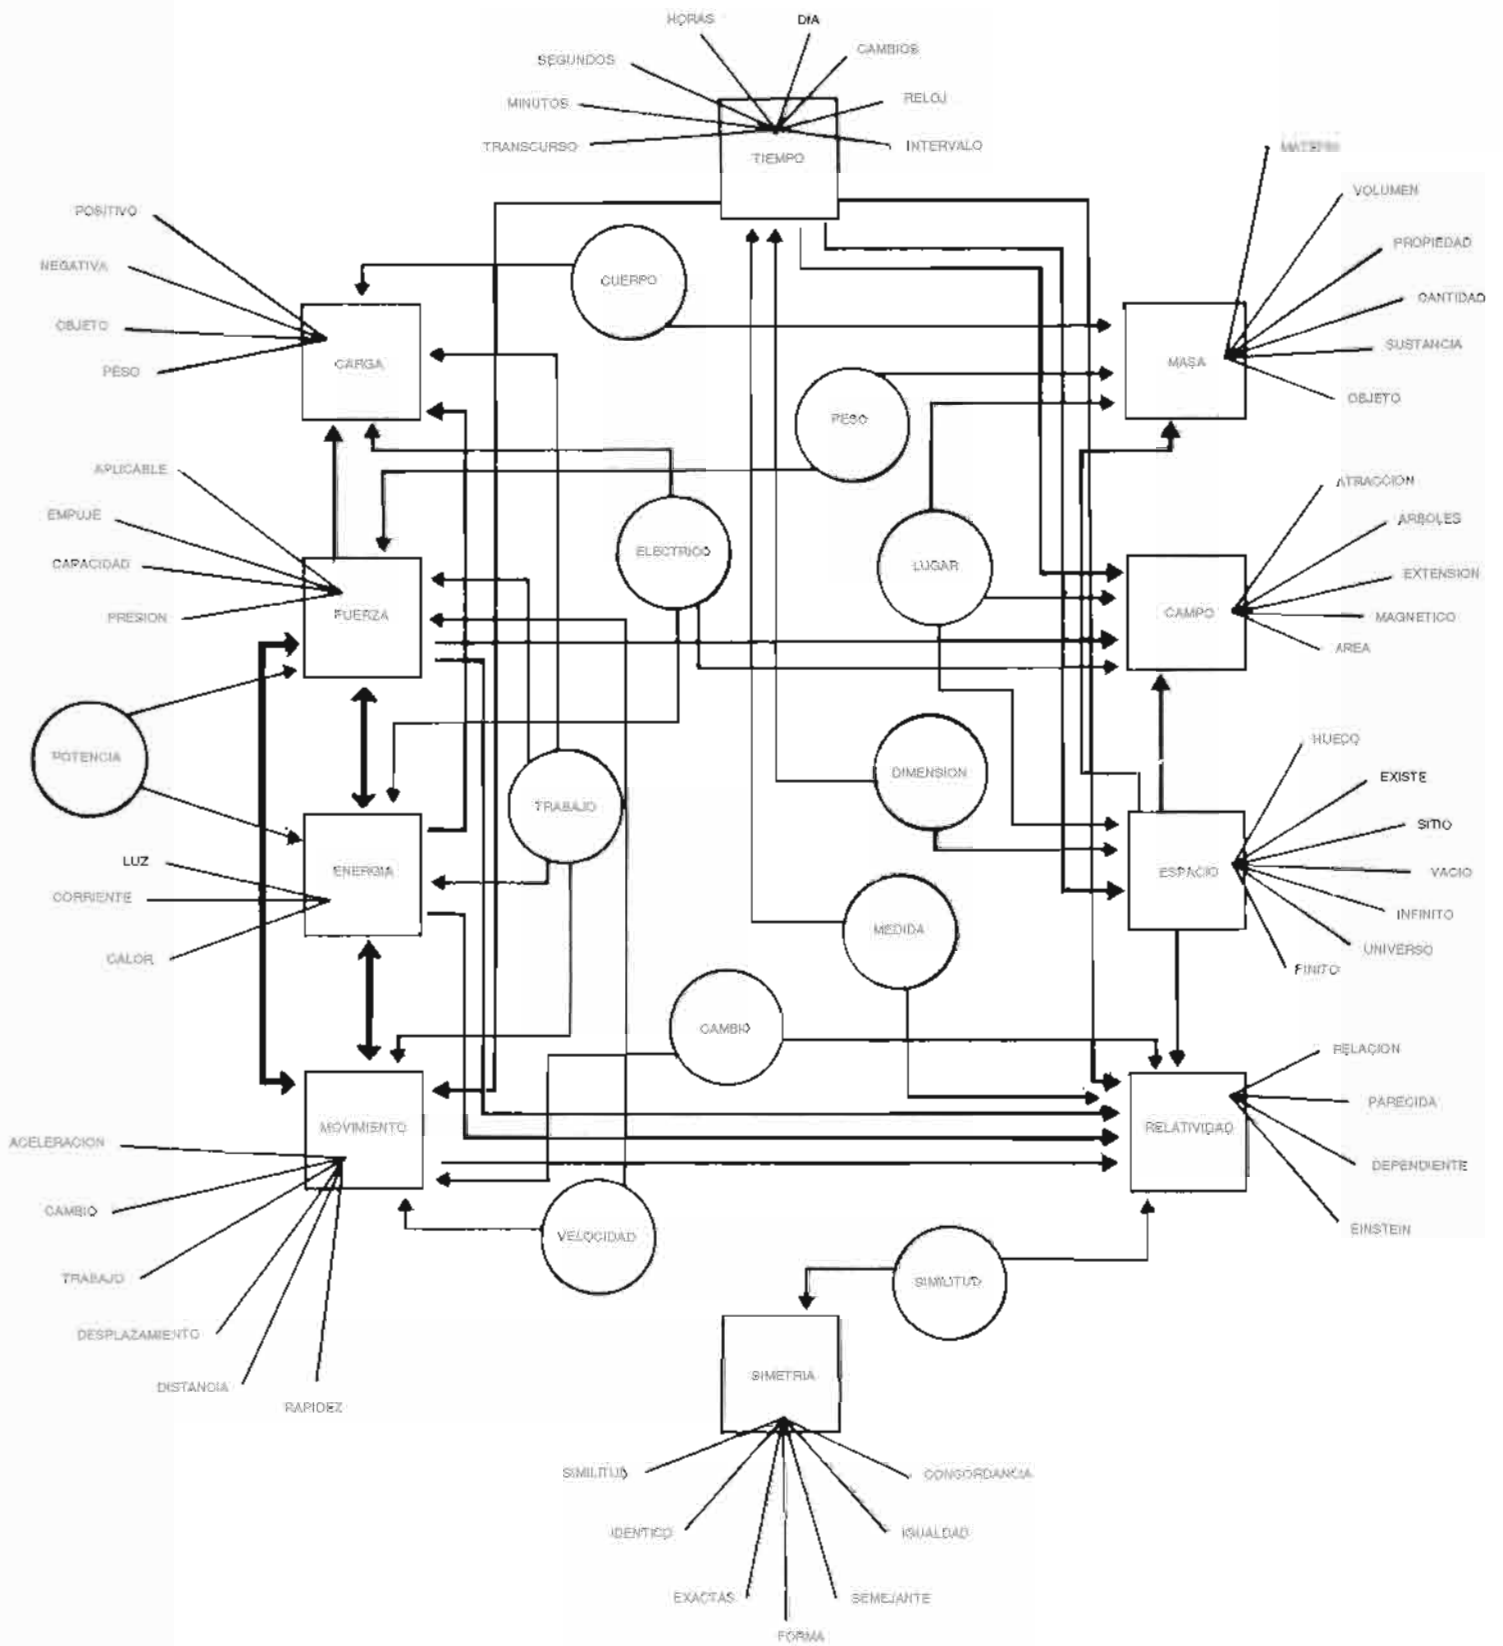 HORAS
DIA
CAMBIOS
SEGUNDOS
MINUTOS
RELOJ
TRANSCURSO
INTERVALO
TIEMPO
VOLUMEN
POSITIVO
PROPIEDAD
NEGATIVA
CUERPO
CANTIDAD
OBJETO
SUSTANCIA
CARGA
MASA
PESO
OBJETO
PESO
APLICABLE
ATRACCION
EMPUJE
ARBOLES
ELECTRICO
CAPACIDAD
LUGAR
EXTENSION
PRESION
FUERZA
CAMPO
MAGNETICO
AREA
HUECO
POTENCIA
DIMENSION
EXISTE
TRABAJO
SITIO
LUZ
ENERGIA
ESPACIO
VACIO
CORRIENTE
INFINITO
MEDIDA
UNIVERSO
CALOR
FINITO
CAMBIO
RELACION
PARECIDA
MOVIMIENTO
RELATIVIDAD
ACELERACION
DEPENDIENTE
CAMBIO
EINSTEIN
VELOCIDAD
TRABAJO
SIMILITUD
DESPLAZAMIENTO
SIMETRIA
DISTANCIA
RAPIDEZ
SIMILITUD
CONCORDANCIA
IDENTICO
IGUALDAD
EXACTAS
SEMEJANTE
FORMA